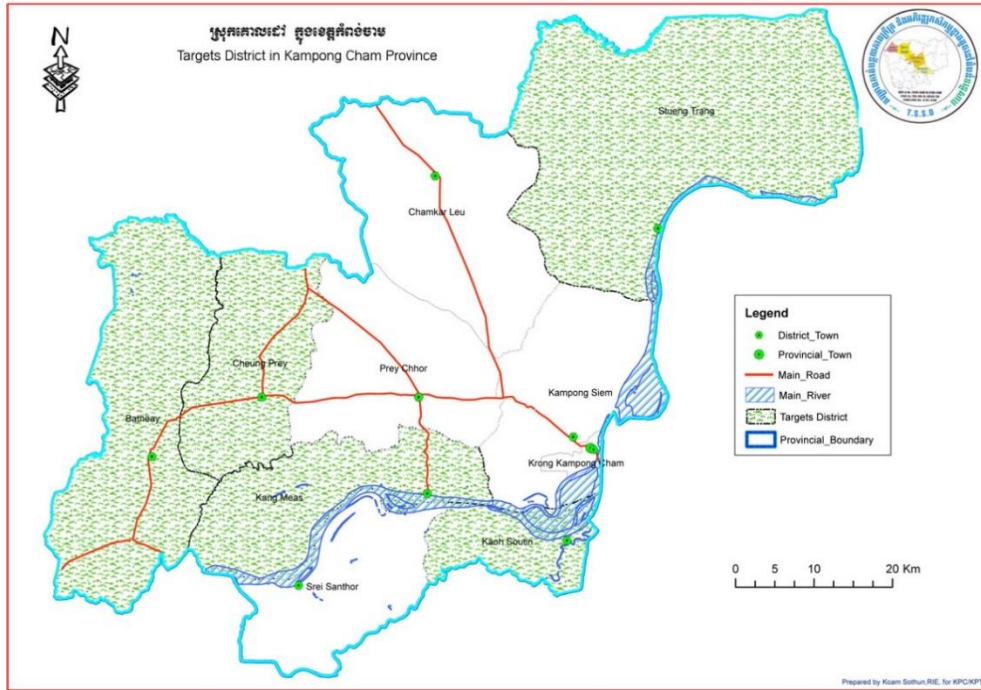 ស្រុកគោលដៅ ក្នុងខេត្តកំពង់ចាម
Targets District in Kampong Cham Province
N
T.S.S.D
Stueng Trang
Chamkar Leu
Cheung Prey
Prey Chhor
Kampong Siem
Batheay
Krong Kampong Cham
Kang Meas
Kaoh Soutin
Srei Santhor
Legend
District_Town
Provincial_Town
Main_Road
Main_River
Targets District
Provincial_Boundary
0 5 10 20 Km
Prepared by Koam Sothun,RIE, for KPC/KPT